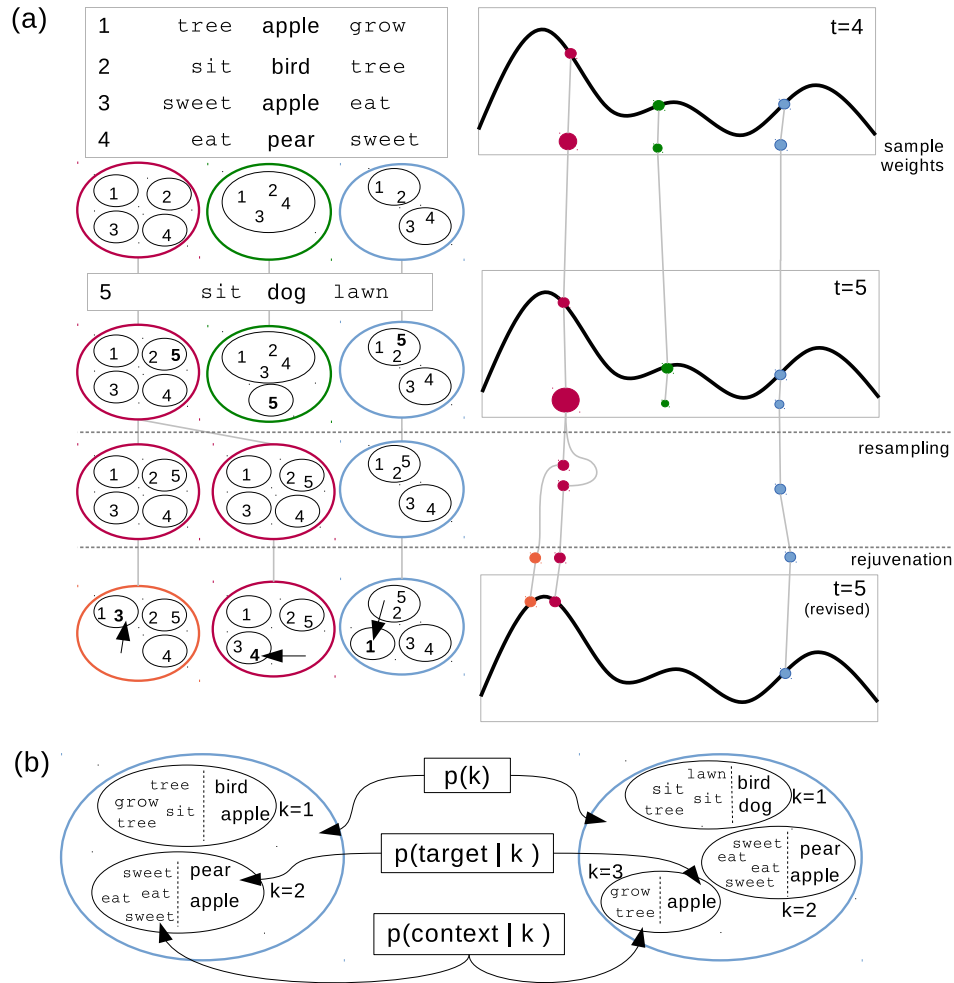 (a)
1 tree apple grow
2 sit bird tree
3 sweet apple eat
4 eat pear sweet
t=4
sample
weights
1 2 3 4
1 2 4 3
1 2 3 4
5 sit dog lawn
t=5
1 2 5 3 4
1 2 4 3 5
1 5 2 3 4
resampling
1 2 5 3 4
1 2 5 3 4
1 2 5 3 4
rejuvenation
t=5
(revised)
1 3 2 5 4
1 2 5 3 4
5 2 1 3 4
(b)
p(k)
p(target | k )
p(context | k )
tree
grow
sit
tree
bird
apple
k=1
sweet
eat
eat
sweet
pear
apple
k=2
lawn
sit
sit
tree
bird
dog
k=1
sweet
eat
eat
sweet
pear
apple
k=2
k=3
grow
tree
apple